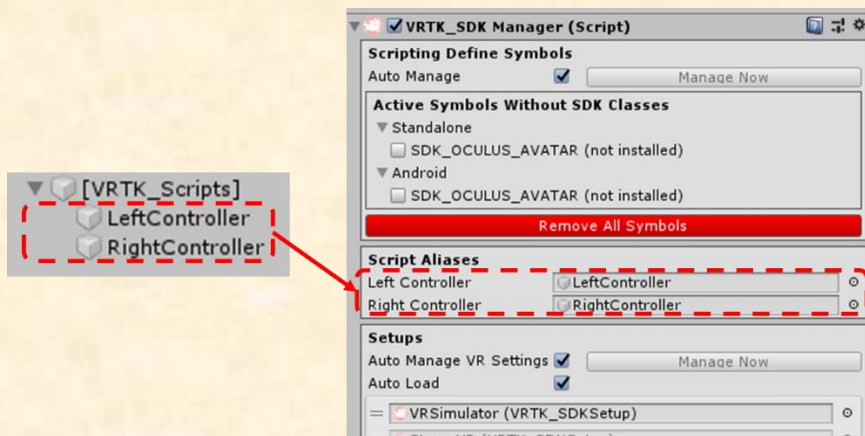 [VRTK_Scripts]
LeftController
RightController
VRTK_SDK Manager (Script)
Scripting Define Symbols
Auto Manage Manage Now
Active Symbols Without SDK Classes
Standalone
SDK_OCULUS_AVATAR (not installed)
Android
SDK_OCULUS_AVATAR (not installed)
Remove All Symbols
Script Aliases
Left Controller LeftController
Right Controller RightController
Setups
Auto Manage VR Settings Manage Now
Auto Load
VRSimulator (VRTK_SDKSetup)